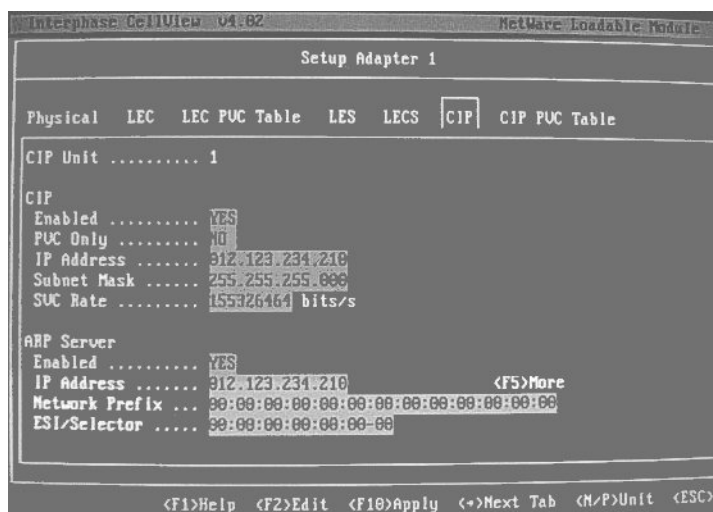 Interphase CellView v4.02 NetWare Loadable Module
Setup Adapter 1
Physical LEC LEC PVC Table LES LECS CIP CIP PVC Table
CIP Unit .......... 1
CIP
Enabled .......... YES
PVC Only ......... NO
IP Address ....... 012.123.234.210
Subnet Mask ...... 255.255.255.000
SVC Rate ......... 155326464 bits/s
ARP Server
Enabled .......... YES
IP Address ....... 012.123.234.210 <F5>More
Network Prefix ... 00:00:00:00:00:00:00:00:00:00:00:00:00
ESI/Selector ..... 00:00:00:00:00:00-00
<F1>Help <F2>Edit <F10>Apply <→>Next Tab <M/P>Unit <ESC>